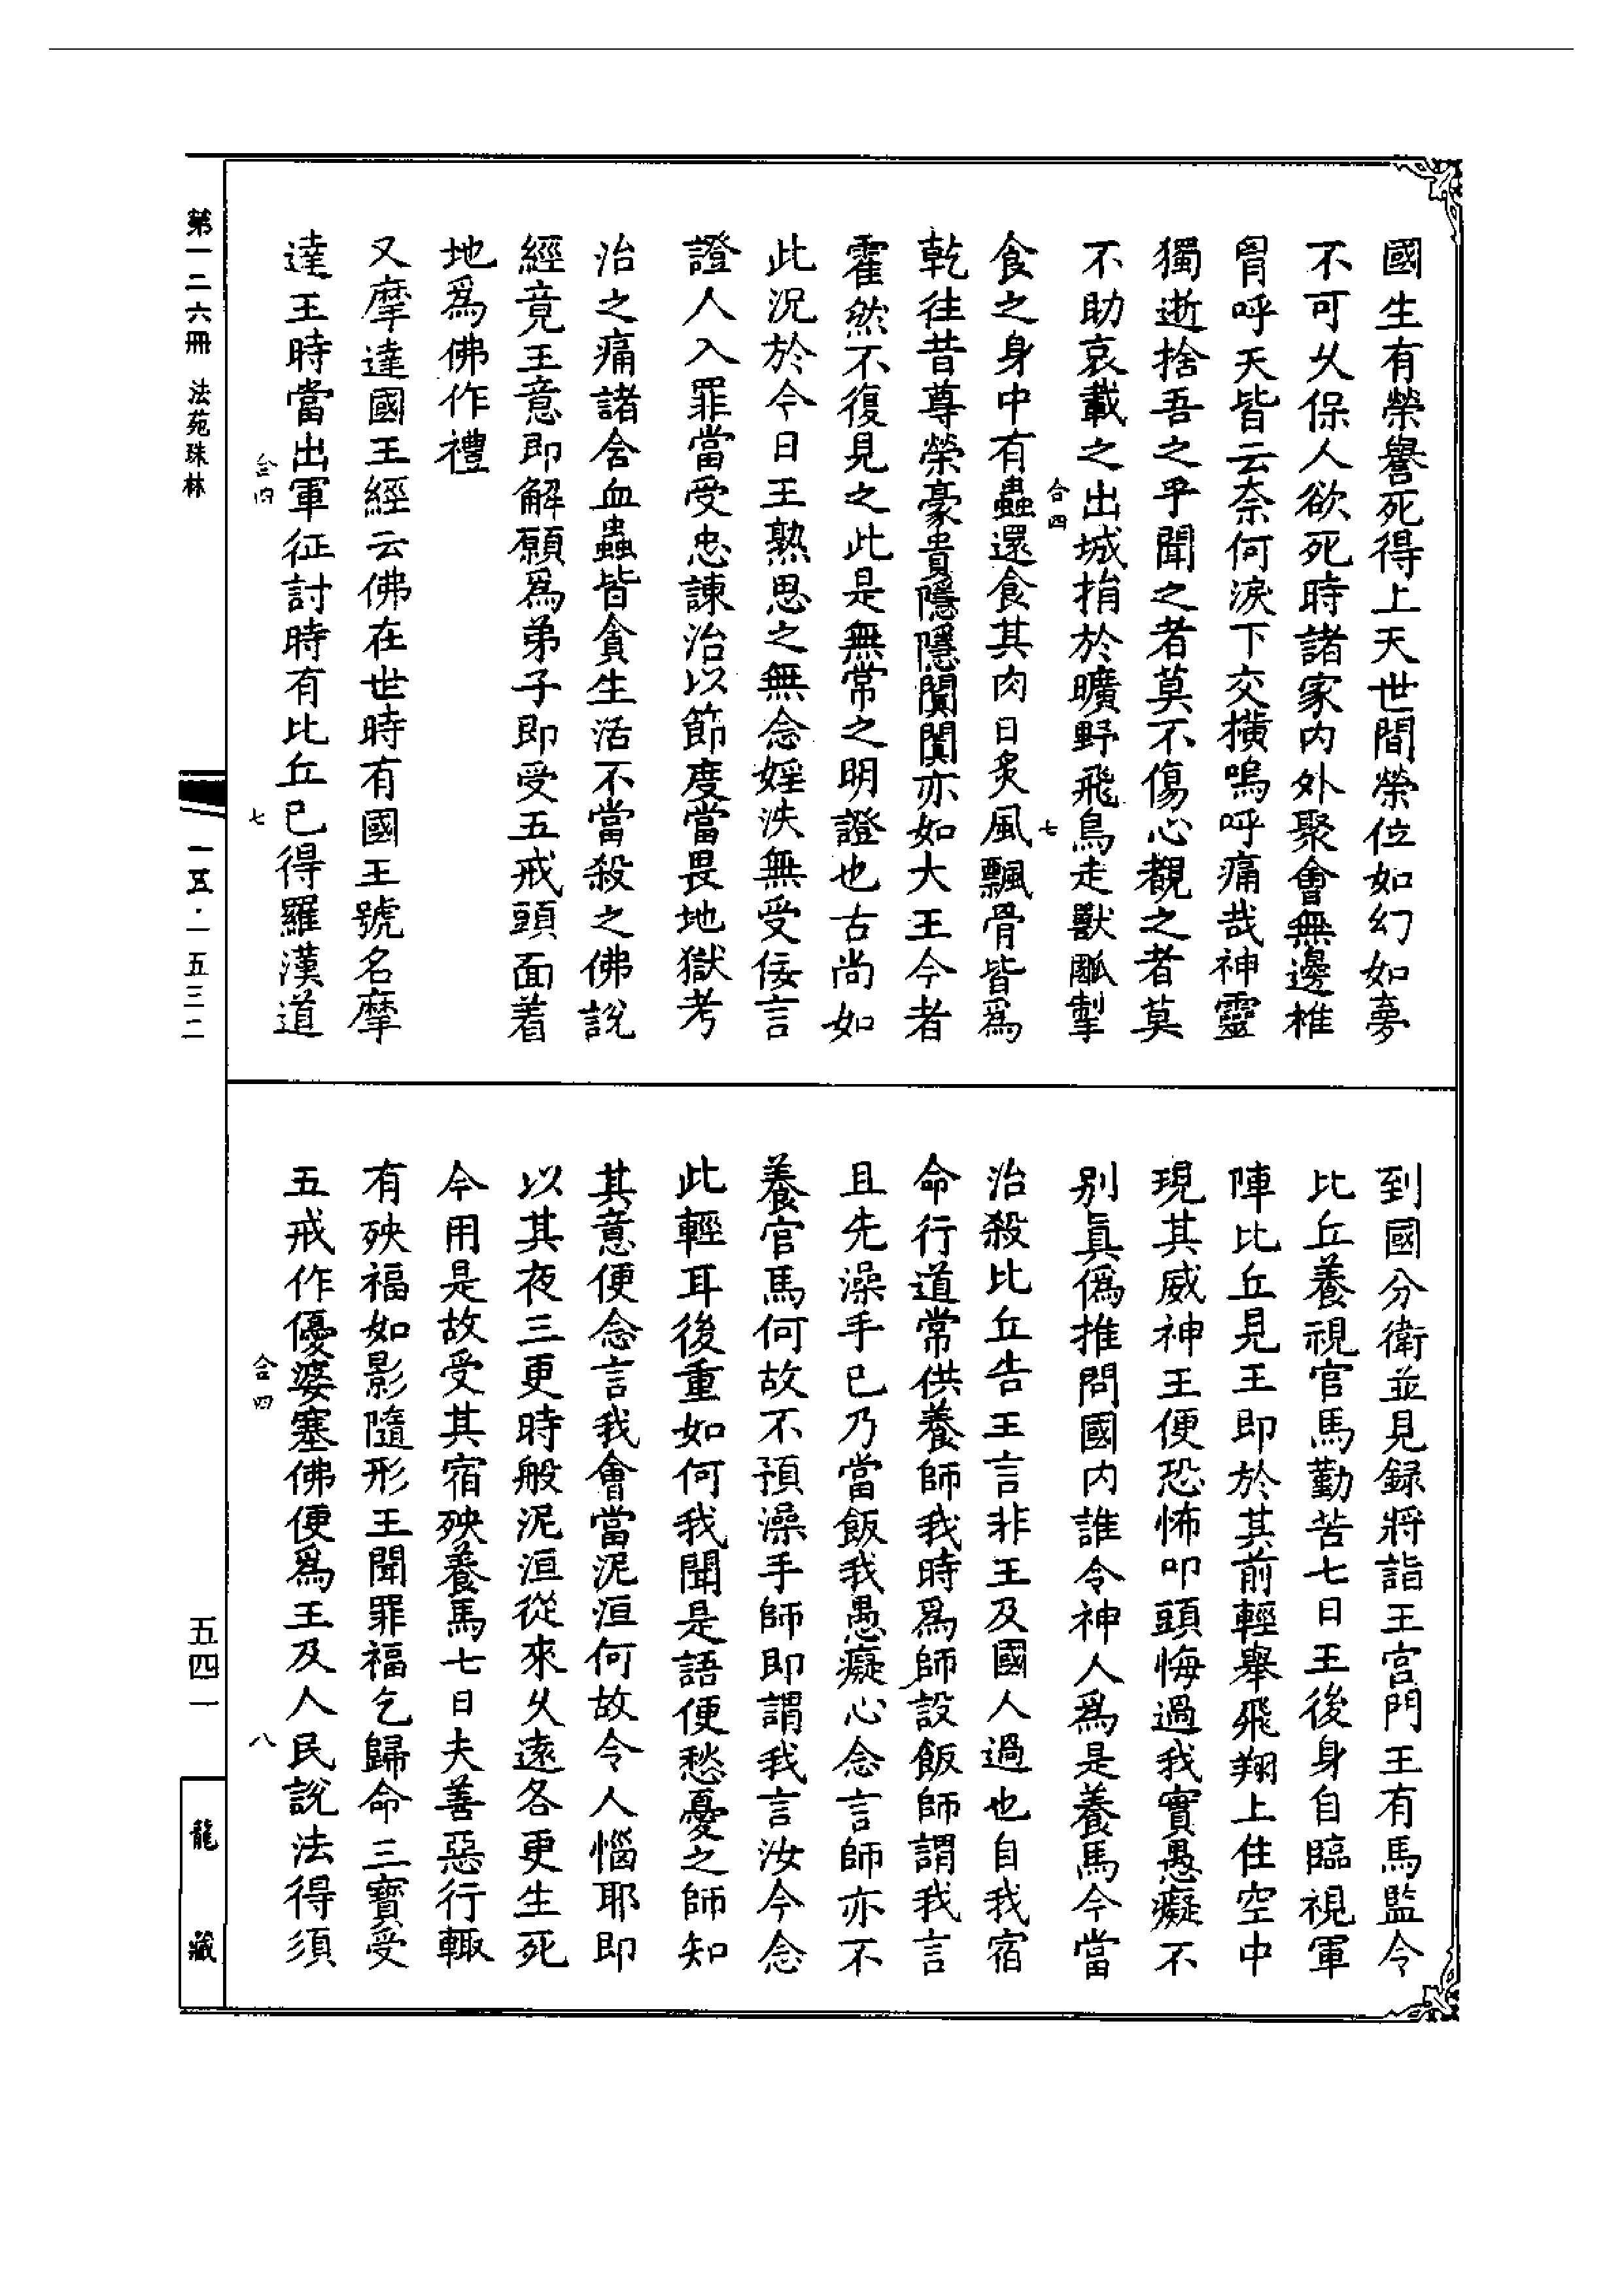 國生有榮譽死得上天世間榮位如幻如夢
不可乆保人欲死時諸家内外聚會無邊椎
胷呼天皆云奈何淚下交撗嗚呼痛哉神靈
獨逝捨吾之乎聞之者莫不傷心覩之者莫
不助哀載之出城捐於曠野飛鳥走獸𪙊掣
合四
七
食之身中有蟲還食其肉日炙風飄骨皆爲
乾往昔尊榮豪貴隱隱闐闐亦如大王今者
霍然不復見之此是無常之明證也古尚如
此況於今日王熟思之無念婬泆無受佞言
證人入罪當受忠諌治以節度當畏地獄考
治之痛諸含血蟲皆貪生活不當殺之佛説
經竟王意即解願爲弟子即受五戒頭面着
地爲佛作禮
又摩達國王經云佛在世時有國王號名摩
達王時當出軍征討時有比丘已得羅漢道
合四
七
到國分衛並見録將詣王宫門王有馬監令
比丘養視官馬勤苦七日王後身自臨視軍
陣比丘見王即於其前輕舉飛翔上住空中
現其威神王便恐怖叩頭悔過我實愚癡不
别眞僞推問國内誰令神人爲是養馬今當
治殺比丘告王言非王及國人過也自我宿
命行道常供養師我時爲師設飯師謂我言
且先澡手已乃當飯我愚癡心念言師亦不
養官馬何故不預澡手師即謂我言汝今念
此輕耳後重如何我聞是語便愁憂之師知
其意便念言我會當泥洹何故令人惱耶即
以其夜三更時般泥洹從來乆遠各更生死
今用是故受其宿殃養馬七日夫善惡行輙
有殃福如影隨形王聞罪福乞歸命三寶受
五戒作優婆塞佛便爲王及人民説法得須
合四
八
第一二六冊　法苑珠林
一五·一五三二
五四一
龍藏